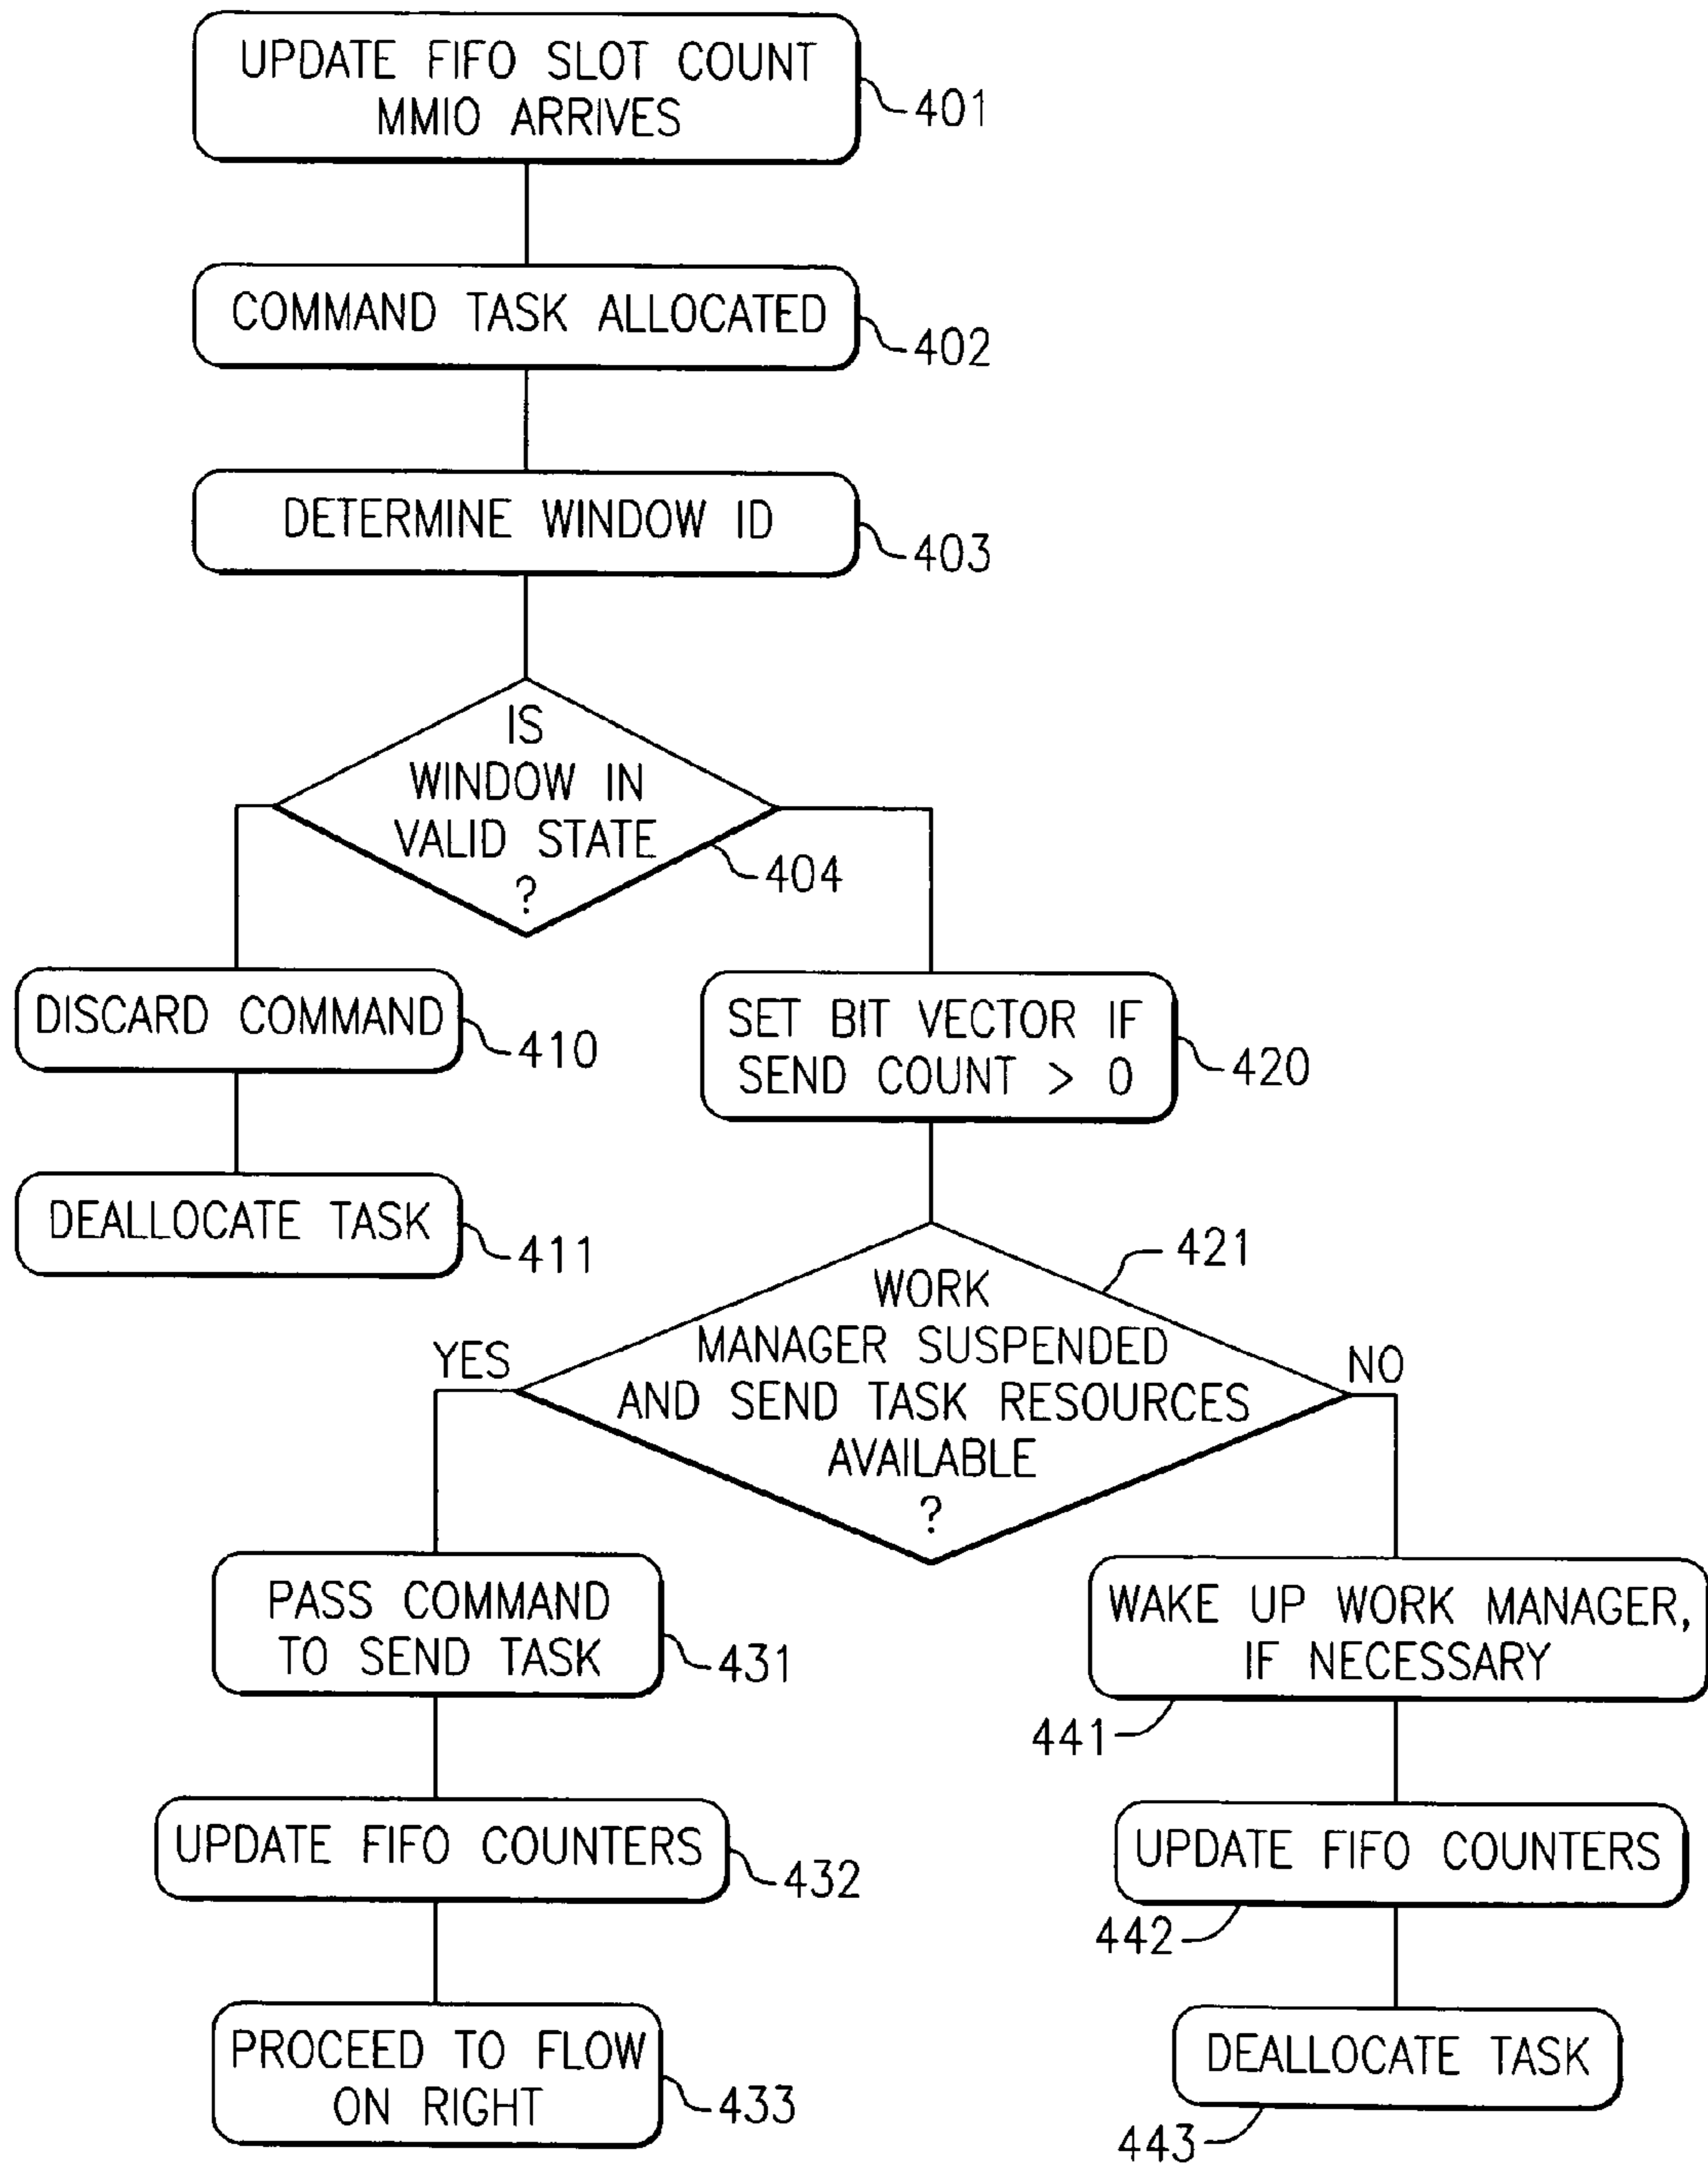 UPDATE FIFO SLOT COUNT
MMIO ARRIVES
401
COMMAND TASK ALLOCATED
402
DETERMINE WINDOW ID
403
IS
WINDOW IN
VALID STATE
?
404
DISCARD COMMAND
410
DEALLOCATE TASK
411
SET BIT VECTOR IF
SEND COUNT > 0
420
WORK
MANAGER SUSPENDED
AND SEND TASK RESOURCES
AVAILABLE
?
421
YES
NO
PASS COMMAND
TO SEND TASK
431
UPDATE FIFO COUNTERS
432
PROCEED TO FLOW
ON RIGHT
433
WAKE UP WORK MANAGER,
IF NECESSARY
441
UPDATE FIFO COUNTERS
442
DEALLOCATE TASK
443